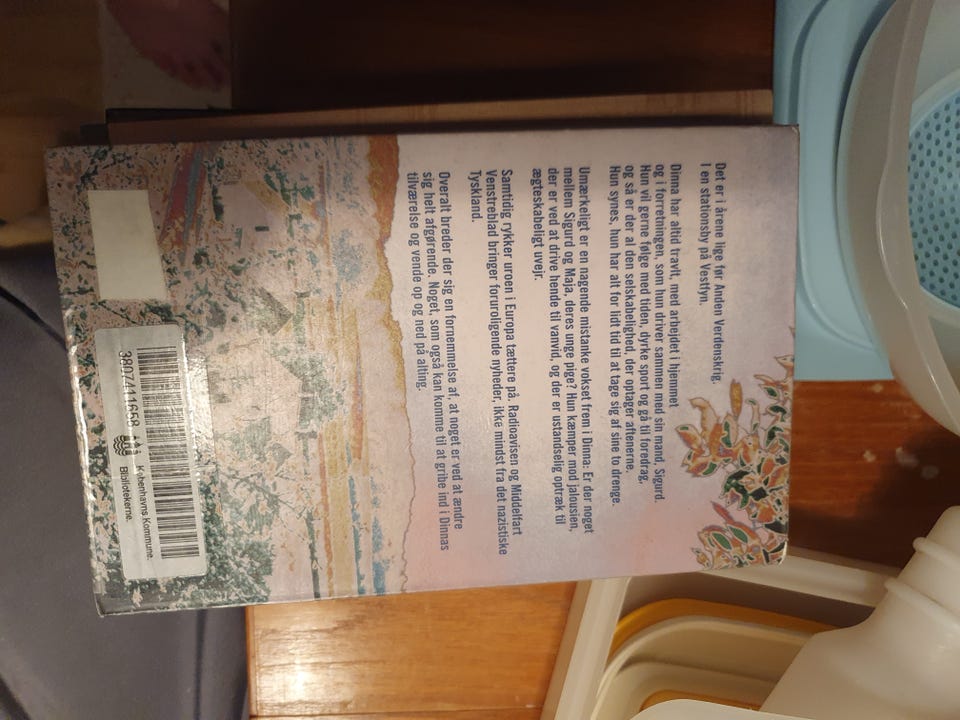 Det er i årene lige før Anden Verdenskrig.
I en stationsby på Vestfyn.
Dinna har altid travlt, med arbejdet i hjemmet
og i forretningen, som hun driver sammen med sin mand, Sigurd.
Hun vil gerne følge med tiden, dyrke sport og gå til foredrag,
og så er der al den selskabelighed, der optager aftenerne.
Hun synes, hun har alt for lidt tid til at tage sig af sine to drenge.
Umærkeligt er en nagende mistanke vokset frem i Dinna: Er der noget
mellem Sigurd og Maja, deres unge pige? Hun kæmper mod jalousien,
der er ved at drive hende til vanvid, og der er ustandselig optræk til
ægteskabeligt uvejr.
Samtidig rykker uroen i Europa tættere på. Radioavisen og Middelfart
Venstreblad bringer foruroligende nyheder, ikke mindst fra det nazistiske
Tyskland.
Overalt breder der sig en fornemmelse af, at noget er ved at ændre
sig helt afgørende. Noget, som også kan komme til at gribe ind i Dinnas
tilværelse og vende op og ned på alting.
Københavns Kommune
Bibliotekerne
3807411658